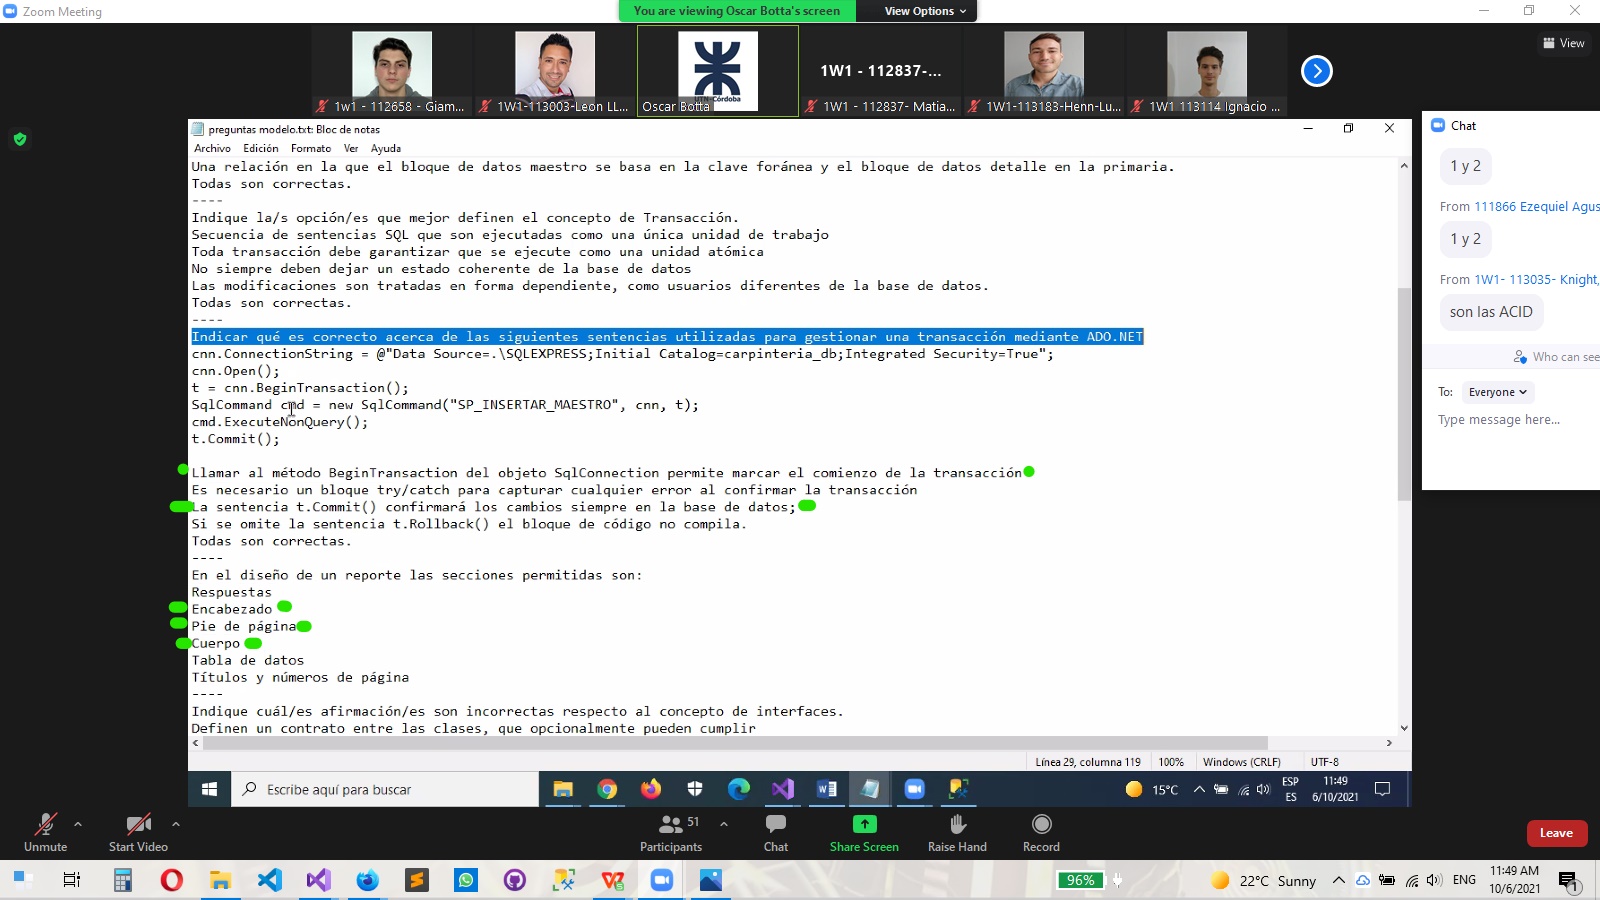 Zoom Meeting
You are viewing Oscar Botta's screen
View Options
View
1w1 - 112658 - Giam...
1W1-113003-Leon LL...
UTN-Córdoba
Oscar Botta
1W1 - 112837-...
1W1 - 112837- Matia...
1W1-113183-Henn-Lu...
1W1 113114 Ignacio ...
preguntas modelo.txt: Bloc de notas
Archivo Edición Formato Ver Ayuda
Una relación en la que el bloque de datos maestro se basa en la clave foránea y el bloque de datos detalle en la primaria.
Todas son correctas.
----
Indique la/s opción/es que mejor definen el concepto de Transacción.
Secuencia de sentencias SQL que son ejecutadas como una única unidad de trabajo
Toda transacción debe garantizar que se ejecute como una unidad atómica
No siempre deben dejar un estado coherente de la base de datos
Las modificaciones son tratadas en forma dependiente, como usuarios diferentes de la base de datos.
Todas son correctas.
----
Indicar qué es correcto acerca de las siguientes sentencias utilizadas para gestionar una transacción mediante ADO.NET
cnn.ConnectionString = @"Data Source=.\SQLEXPRESS;Initial Catalog=carpinteria_db;Integrated Security=True";
cnn.Open();
t = cnn.BeginTransaction();
SqlCommand cmd = new SqlCommand("SP_INSERTAR_MAESTRO", cnn, t);
cmd.ExecuteNonQuery();
t.Commit();
Llamar al método BeginTransaction del objeto SqlConnection permite marcar el comienzo de la transacción
Es necesario un bloque try/catch para capturar cualquier error al confirmar la transacción
La sentencia t.Commit() confirmará los cambios siempre en la base de datos;
Si se omite la sentencia t.Rollback() el bloque de código no compila.
Todas son correctas.
----
En el diseño de un reporte las secciones permitidas son:
Respuestas
Encabezado
Pie de página
Cuerpo
Tabla de datos
Títulos y números de página
----
Indique cuál/es afirmación/es son incorrectas respecto al concepto de interfaces.
Definen un contrato entre las clases, que opcionalmente pueden cumplir
Línea 29, columna 119 100% Windows (CRLF) UTF-8
Escribe aquí para buscar
15°C
ESP
ES
11:49
6/10/2021
Chat
1 y 2
From 111866 Ezequiel Agus
1 y 2
From 1W1- 113035- Knight,
son las ACID
Who can see
To: Everyone
Type message here...
Unmute
Start Video
51
Participants
Chat
Share Screen
Raise Hand
Record
Leave
96%
22°C Sunny
ENG
11:49 AM
10/6/2021
1